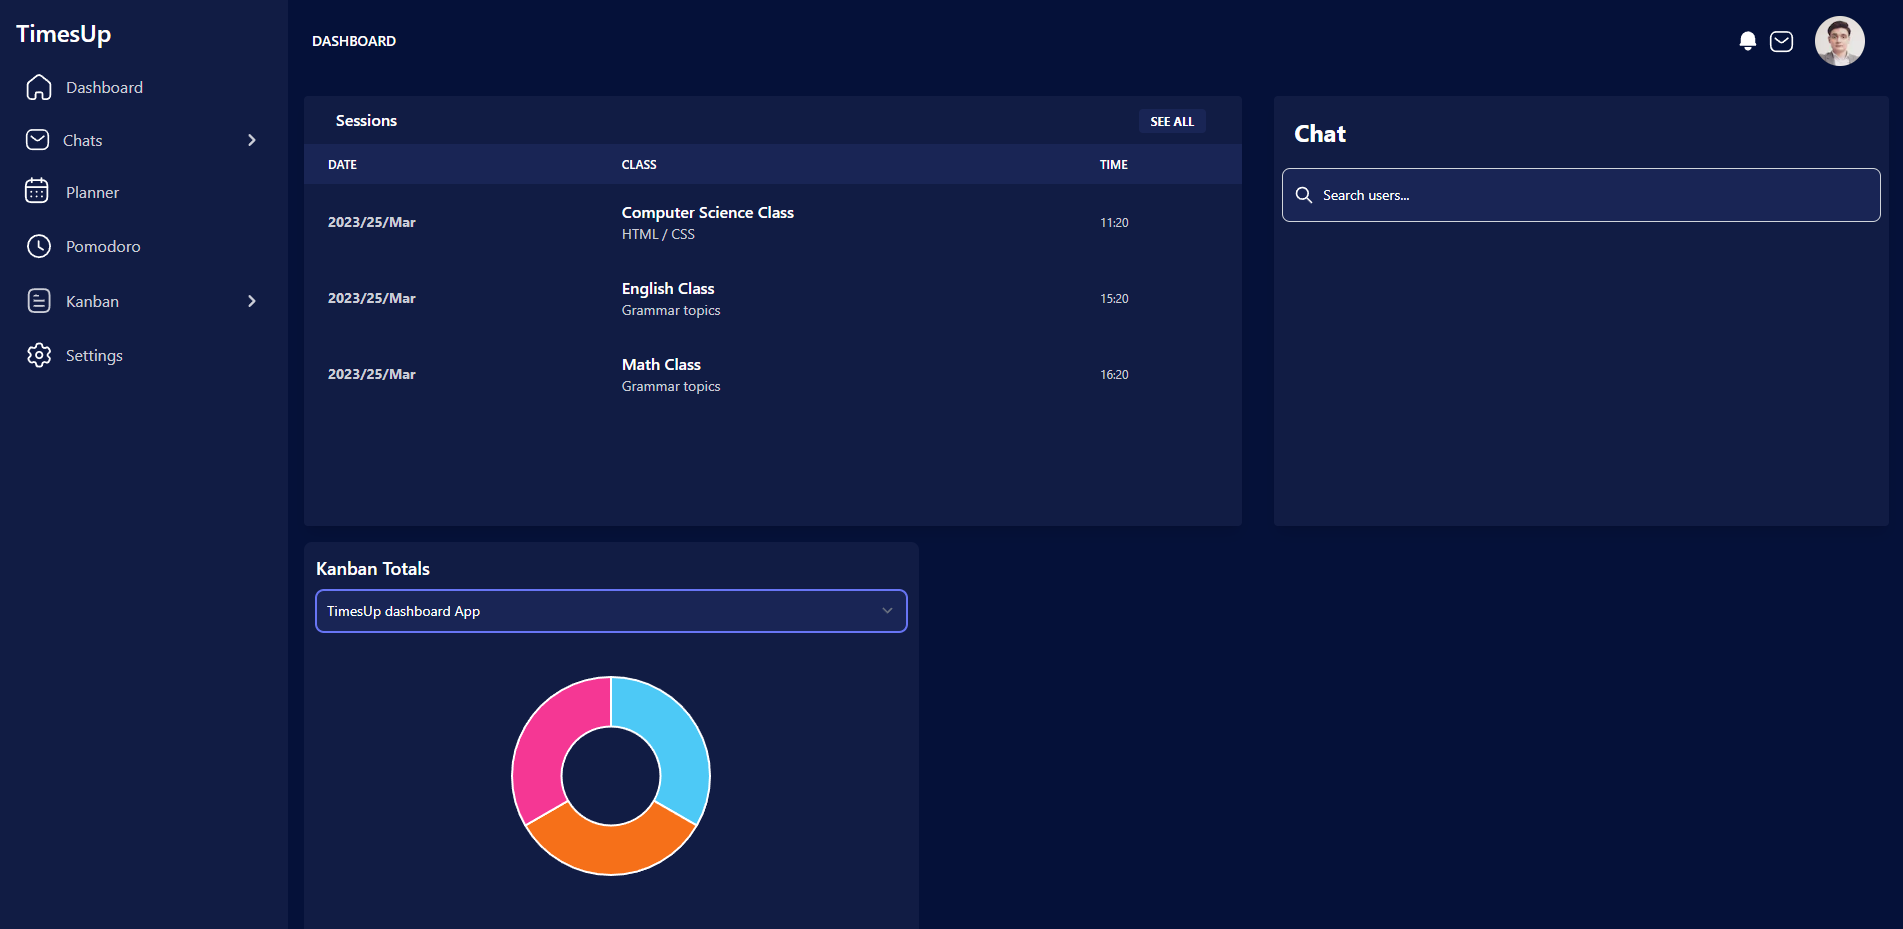 TimesUp
Dashboard
Chats
Planner
Pomodoro
Kanban
Settings
DASHBOARD
Sessions
SEE ALL
DATE CLASS TIME
2023/25/Mar Computer Science Class 11:20
HTML / CSS
2023/25/Mar English Class 15:20
Grammar topics
2023/25/Mar Math Class 16:20
Grammar topics
Chat
Search users...
Kanban Totals
TimesUp dashboard App